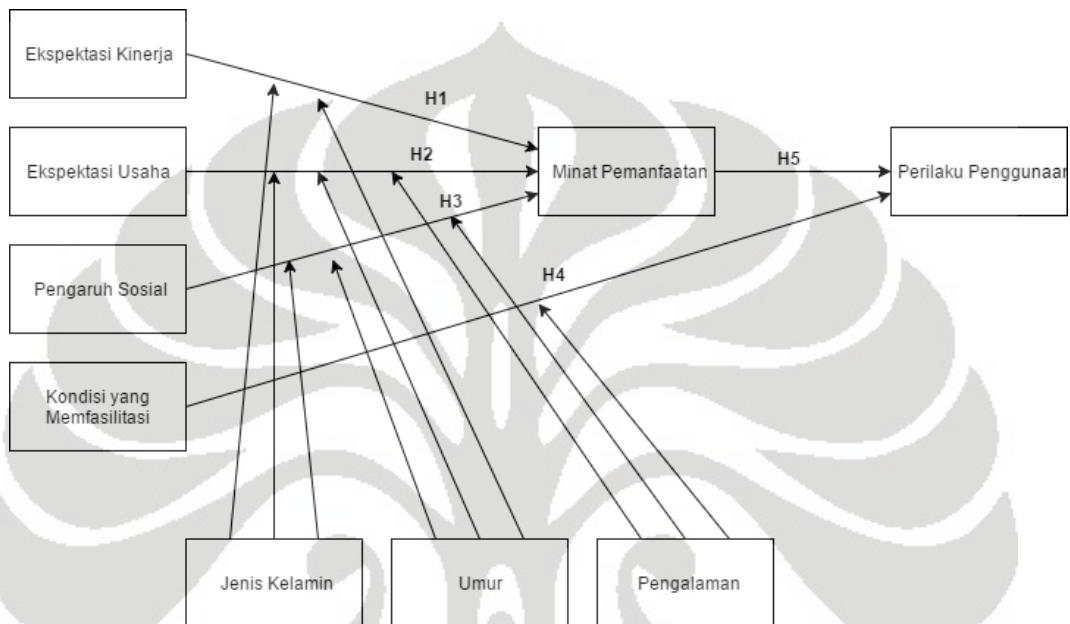 Ekspektasi Kinerja
H1
Ekspektasi Usaha
H2
Minat Pemanfaatan
H5
Perilaku Penggunaan
H3
Pengaruh Sosial
H4
Kondisi yang
Memfasilitasi
Jenis Kelamin
Umur
Pengalaman